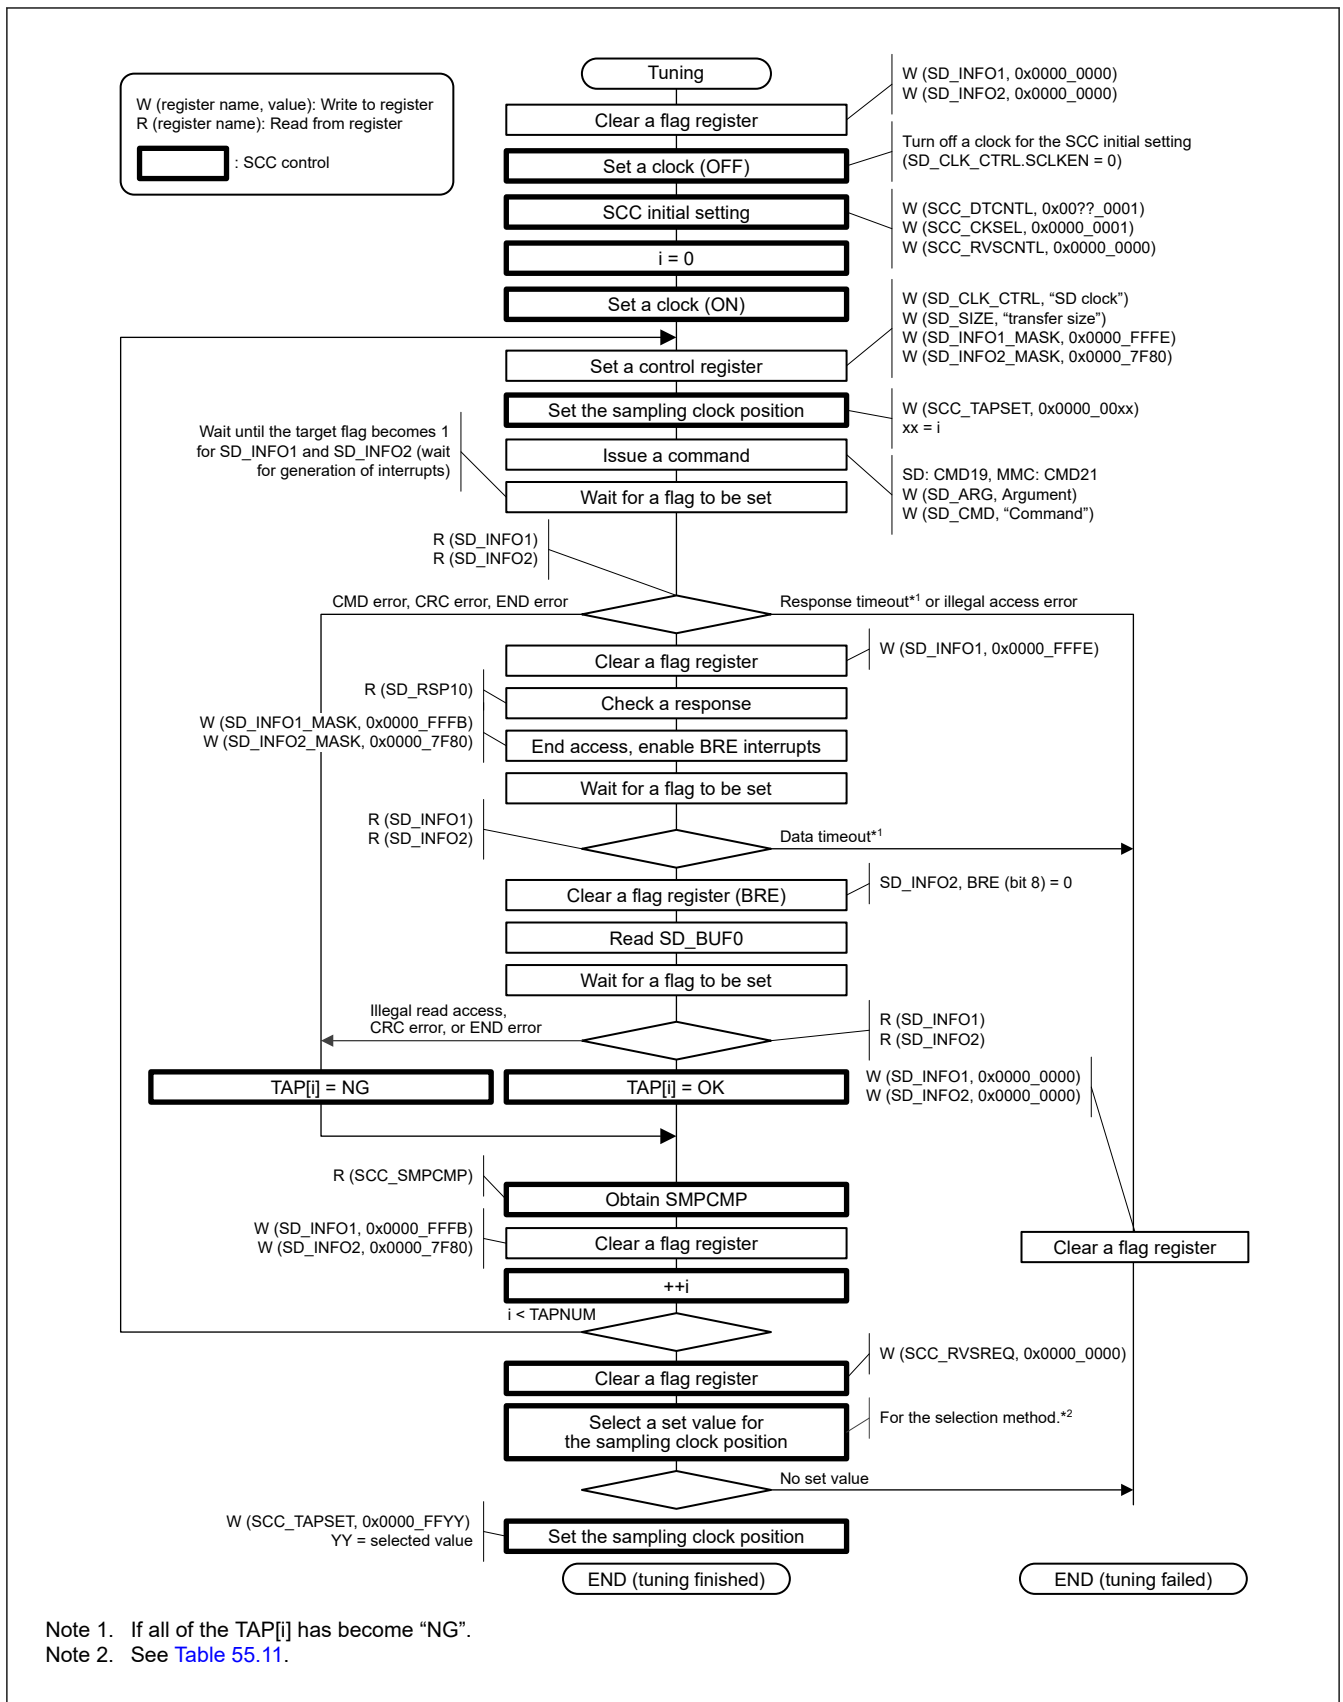 W (register name, value): Write to register
R (register name): Read from register
: SCC control
Tuning
W (SD_INFO1, 0x0000_0000)
W (SD_INFO2, 0x0000_0000)
Clear a flag register
Turn off a clock for the SCC initial setting
(SD_CLK_CTRL.SCLKEN = 0)
Set a clock (OFF)
SCC initial setting
W (SCC_DTCNTL, 0x00??_0001)
W (SCC_CKSEL, 0x0000_0001)
W (SCC_RVSCNTL, 0x0000_0000)
i = 0
Set a clock (ON)
W (SD_CLK_CTRL, “SD clock”)
W (SD_SIZE, “transfer size”)
W (SD_INFO1_MASK, 0x0000_FFFE)
W (SD_INFO2_MASK, 0x0000_7F80)
Set a control register
Set the sampling clock position
W (SCC_TAPSET, 0x0000_00xx)
xx = i
Wait until the target flag becomes 1
for SD_INFO1 and SD_INFO2 (wait
for generation of interrupts)
Issue a command
SD: CMD19, MMC: CMD21
W (SD_ARG, Argument)
W (SD_CMD, “Command”)
Wait for a flag to be set
R (SD_INFO1)
R (SD_INFO2)
CMD error, CRC error, END error
Response timeout*1 or illegal access error
Clear a flag register
W (SD_INFO1, 0x0000_FFFE)
R (SD_RSP10)
Check a response
W (SD_INFO1_MASK, 0x0000_FFFB)
W (SD_INFO2_MASK, 0x0000_7F80)
End access, enable BRE interrupts
Wait for a flag to be set
R (SD_INFO1)
R (SD_INFO2)
Data timeout*1
Clear a flag register (BRE)
SD_INFO2, BRE (bit 8) = 0
Read SD_BUF0
Wait for a flag to be set
Illegal read access,
CRC error, or END error
R (SD_INFO1)
R (SD_INFO2)
TAP[i] = NG
TAP[i] = OK
W (SD_INFO1, 0x0000_0000)
W (SD_INFO2, 0x0000_0000)
R (SCC_SMPCMP)
Obtain SMPCMP
W (SD_INFO1, 0x0000_FFFB)
W (SD_INFO2, 0x0000_7F80)
Clear a flag register
Clear a flag register
++i
i < TAPNUM
Clear a flag register
W (SCC_RVSREQ, 0x0000_0000)
Select a set value for
the sampling clock position
For the selection method.*2
No set value
W (SCC_TAPSET, 0x0000_FFYY)
YY = selected value
Set the sampling clock position
END (tuning finished)
END (tuning failed)
Note 1. If all of the TAP[i] has become “NG”.
Note 2. See Table 55.11.